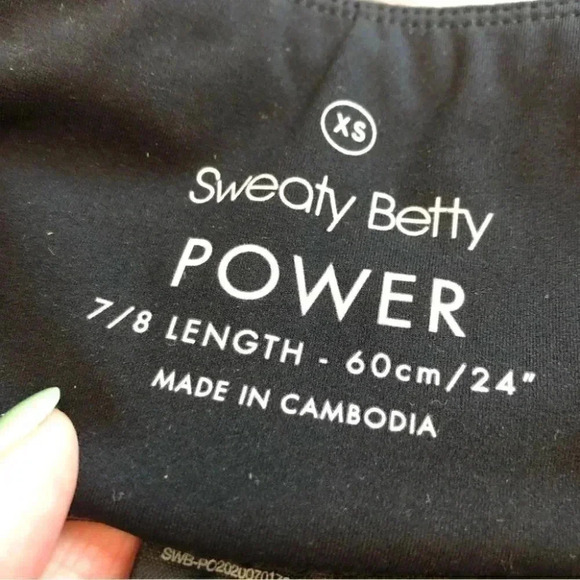 XS
Sweaty Betty
POWER
7/8 LENGTH - 60cm/24"
MADE IN CAMBODIA